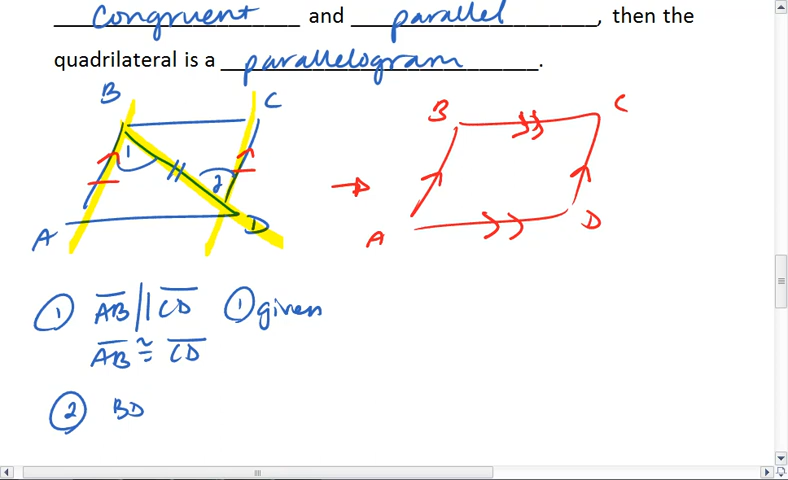 congruent and parallel, then the
quadrilateral is a parallelogram.
B C
1
2
A D
B C
A D
① AB || CD ① given
AB ≅ CD
② BD